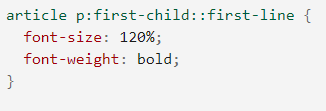 article p:first-child::first-line {
  font-size: 120%;
  font-weight: bold;
}